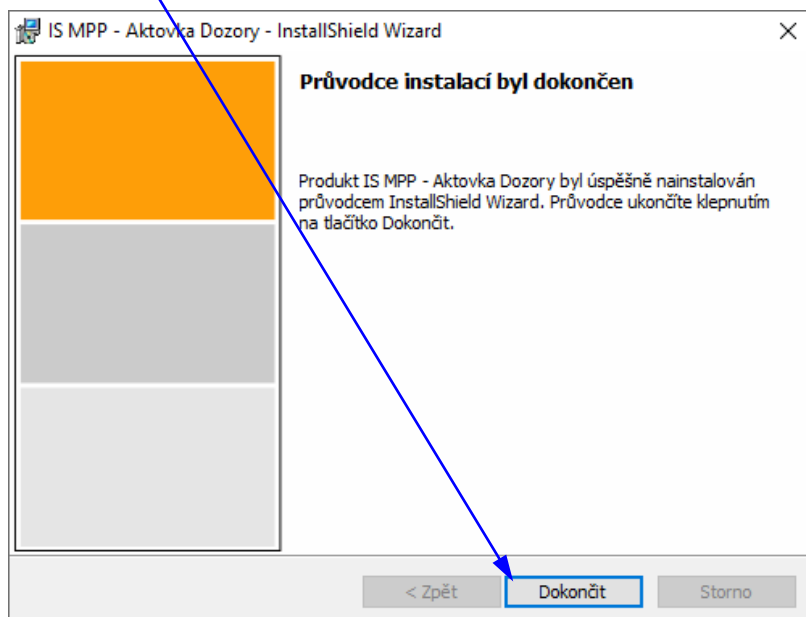 IS MPP - Aktovka Dozory - InstallShield Wizard
Průvodce instalací byl dokončen
Produkt IS MPP - Aktovka Dozory byl úspěšně nainstalován
průvodcem InstallShield Wizard. Průvodce ukončíte klepnutím
na tlačítko Dokončit.
< Zpět
Dokončit
Storno